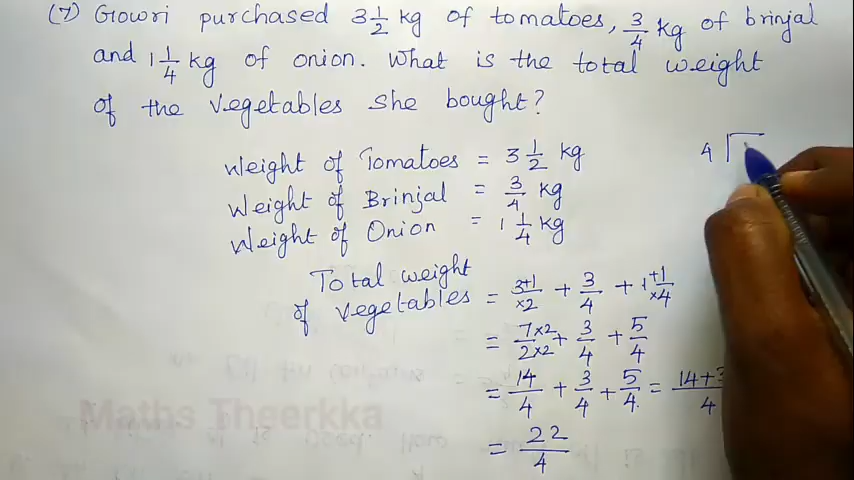 (7) Gowri purchased 3 1/2 kg of tomatoes, 3/4 kg of brinjal
and 1 1/4 kg of onion. What is the total weight
of the vegetables she bought?
Weight of Tomatoes = 3 1/2 kg
Weight of Brinjal = 3/4 kg
Weight of Onion = 1 1/4 kg
4
Total weight
of vegetables = 3+1/×2 + 3/4 + 1+1/×4
= 7×2/2×2 + 3/4 + 5/4
= 14/4 + 3/4 + 5/4. = 14+3/4
= 22/4
Maths Theerkka